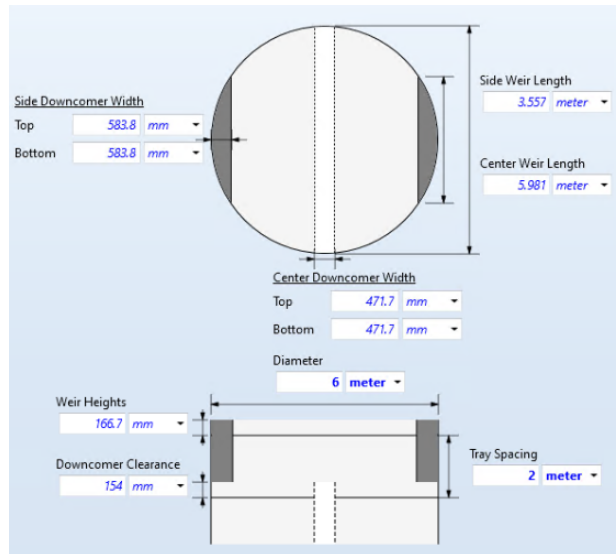 Side Downcomer Width
Top 583.8 mm
Bottom 583.8 mm
Side Weir Length
3.557 meter
Center Weir Length
5.981 meter
Center Downcomer Width
Top 471.7 mm
Bottom 471.7 mm
Diameter
6 meter
Weir Heights
166.7 mm
Downcomer Clearance
154 mm
Tray Spacing
2 meter